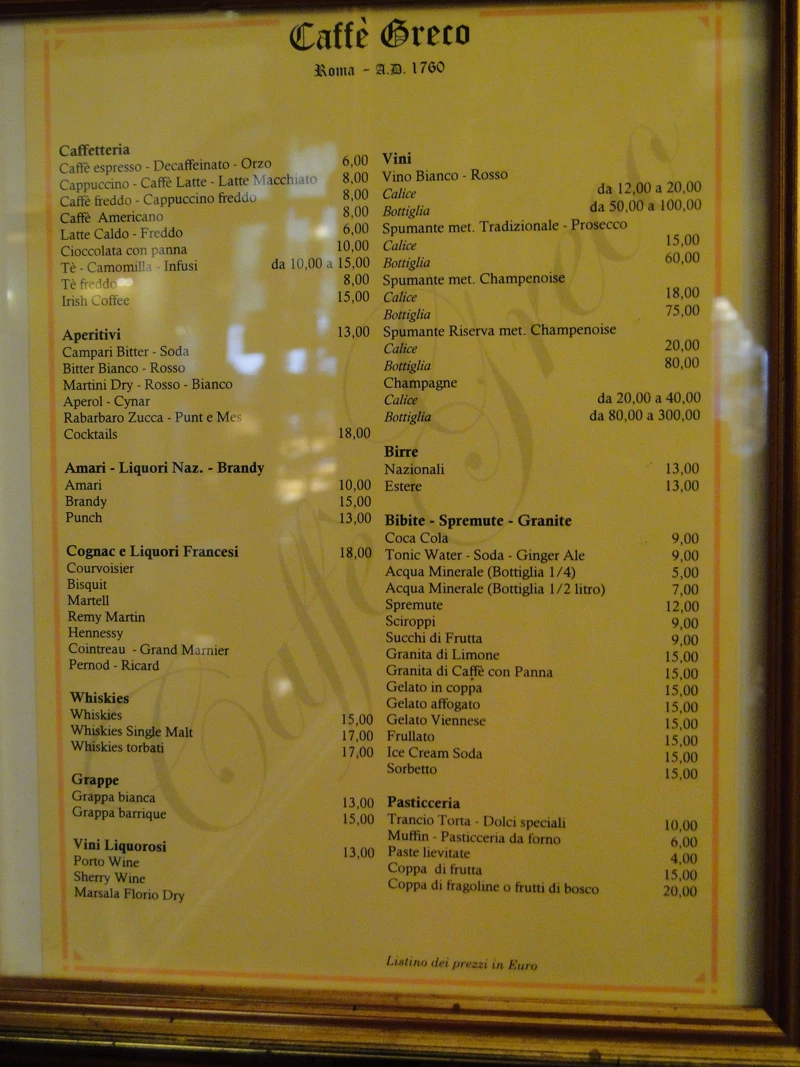 Caffè Greco
Roma - A.D. 1760
Caffetteria
Caffè espresso - Decaffeinato - Orzo 6,00
Cappuccino - Caffè Latte - Latte Macchiato 8,00
Caffè freddo - Cappuccino freddo 8,00
Caffè Americano 8,00
Latte Caldo - Freddo 6,00
Cioccolata con panna 10,00
Tè - Camomilla - Infusi da 10,00 a 15,00
Tè freddo 8,00
Irish Coffee 15,00
Aperitivi 13,00
Campari Bitter - Soda
Bitter Bianco - Rosso
Martini Dry - Rosso - Bianco
Aperol - Cynar
Rabarbaro Zucca - Punt e Mes
Cocktails 18,00
Amari - Liquori Naz. - Brandy
Amari 10,00
Brandy 15,00
Punch 13,00
Cognac e Liquori Francesi 18,00
Courvoisier
Bisquit
Martell
Remy Martin
Hennessy
Cointreau - Grand Marnier
Pernod - Ricard
Whiskies
Whiskies 15,00
Whiskies Single Malt 17,00
Whiskies torbati 17,00
Grappe
Grappa bianca 13,00
Grappa barrique 15,00
Vini Liquorosi 13,00
Porto Wine
Sherry Wine
Marsala Florio Dry
Vini
Vino Bianco - Rosso
Calice da 12,00 a 20,00
Bottiglia da 50,00 a 100,00
Spumante met. Tradizionale - Prosecco
Calice 15,00
Bottiglia 60,00
Spumante met. Champenoise
Calice 18,00
Bottiglia 75,00
Spumante Riserva met. Champenoise
Calice 20,00
Bottiglia 80,00
Champagne
Calice da 20,00 a 40,00
Bottiglia da 80,00 a 300,00
Birre
Nazionali 13,00
Estere 13,00
Bibite - Spremute - Granite
Coca Cola 9,00
Tonic Water - Soda - Ginger Ale 9,00
Acqua Minerale (Bottiglia 1/4) 5,00
Acqua Minerale (Bottiglia 1/2 litro) 7,00
Spremute 12,00
Sciroppi 9,00
Succhi di Frutta 9,00
Granita di Limone 15,00
Granita di Caffè con Panna 15,00
Gelato in coppa 15,00
Gelato affogato 15,00
Gelato Viennese 15,00
Frullato 15,00
Ice Cream Soda 15,00
Sorbetto 15,00
Pasticceria
Trancio Torta - Dolci speciali 10,00
Muffin - Pasticceria da forno 6,00
Paste lievitate 4,00
Coppa di frutta 15,00
Coppa di fragoline o frutti di bosco 20,00
Listino dei prezzi in Euro
Caffè Greco